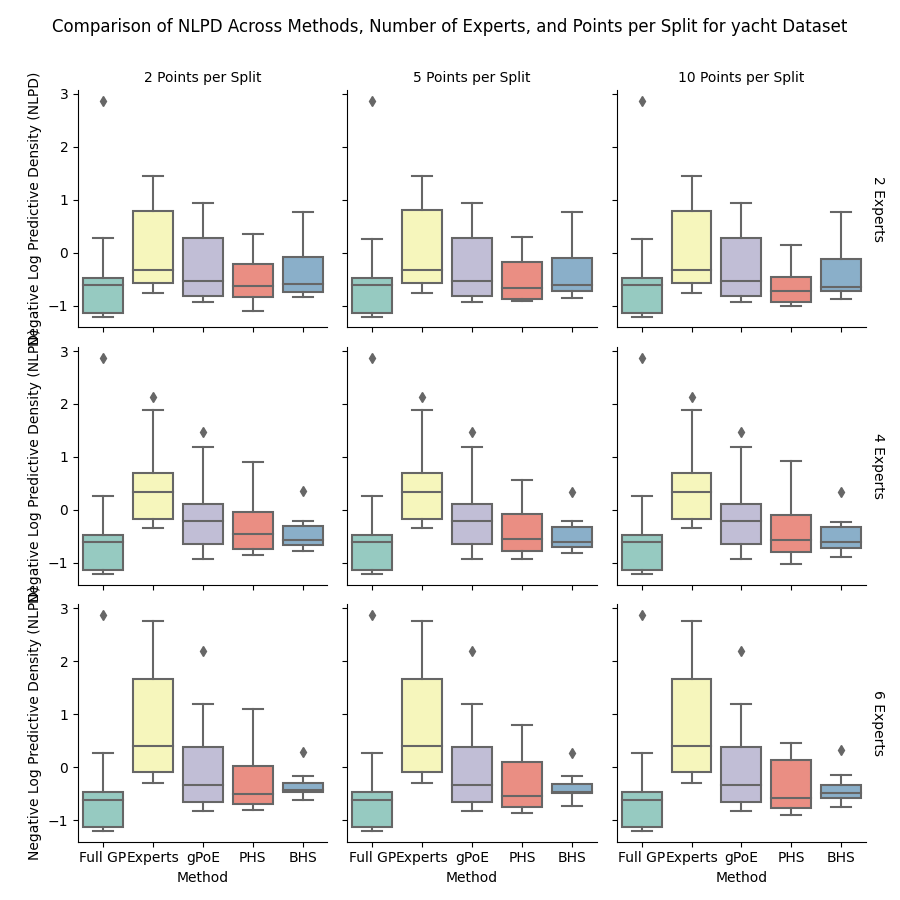 Comparison of NLPD Across Methods, Number of Experts, and Points per Split for yacht Dataset
2 Points per Split
5 Points per Split
10 Points per Split
Negative Log Predictive Density (NLPD)
3
2
1
0
−1
2 Experts
Negative Log Predictive Density (NLPD)
3
2
1
0
−1
4 Experts
Negative Log Predictive Density (NLPD)
3
2
1
0
−1
6 Experts
Full GP Experts gPoE PHS BHS
Full GP Experts gPoE PHS BHS
Full GP Experts gPoE PHS BHS
Method
Method
Method